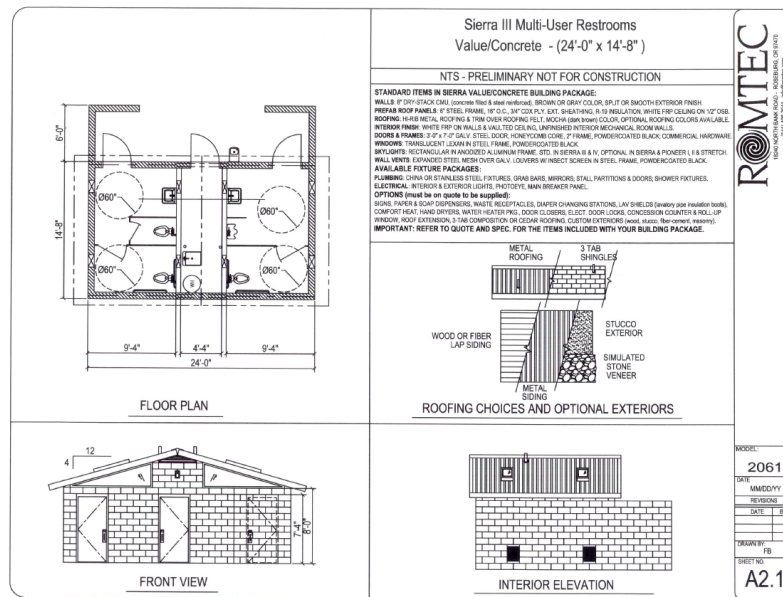 Sierra III Multi-User Restrooms
Value/Concrete - (24'-0" x 14'-8" )
NTS - PRELIMINARY NOT FOR CONSTRUCTION
STANDARD ITEMS IN SIERRA VALUE/CONCRETE BUILDING PACKAGE:
WALLS: 8" DRY-STACK CMU, (concrete filled & steel reinforced). BROWN OR GRAY COLOR, SPLIT OR SMOOTH EXTERIOR FINISH.
PREFAB ROOF PANELS: 6" STEEL FRAME, 16" O.C., 3/4" CDX PLY. EXT. SHEATHING, R-19 INSULATION, WHITE FRP CEILING ON 1/2" OSB.
ROOFING: HI-RIB METAL ROOFING & TRIM OVER ROOFING FELT, MOCHA (dark brown) COLOR, OPTIONAL ROOFING COLORS AVAILABLE.
INTERIOR FINISH: WHITE FRP ON WALLS & VAULTED CEILING, UNFINISHED INTERIOR MECHANICAL ROOM WALLS.
DOORS & FRAMES: 3'-0" x 7'-0" GALV. STEEL DOOR, HONEYCOMB CORE, 2" FRAME, POWDERCOATED BLACK; COMMERCIAL HARDWARE.
WINDOWS: TRANSLUCENT LEXAN IN STEEL FRAME, POWDERCOATED BLACK.
SKYLIGHTS: RECTANGULAR IN ANODIZED ALUMINUM FRAME. STD. IN SIERRA III & IV, OPTIONAL IN SIERRA & PIONEER I, II & STRETCH.
WALL VENTS: EXPANDED STEEL MESH OVER GALV. LOUVERS W/ INSECT SCREEN IN STEEL FRAME, POWDERCOATED BLACK.
AVAILABLE FIXTURE PACKAGES:
PLUMBING: CHINA OR STAINLESS STEEL FIXTURES, GRAB BARS, MIRRORS; STALL PARTITIONS & DOORS; SHOWER FIXTURES.
ELECTRICAL: INTERIOR & EXTERIOR LIGHTS, PHOTOEYE, MAIN BREAKER PANEL.
OPTIONS (must be on quote to be supplied):
SIGNS, PAPER & SOAP DISPENSERS, WASTE RECEPTACLES, DIAPER CHANGING STATIONS, LAV SHIELDS (lavatory pipe insulation boots),
COMFORT HEAT, HAND DRYERS, WATER HEATER PKG., DOOR CLOSERS, ELECT. DOOR LOCKS, CONCESSION COUNTER & ROLL-UP
WINDOW, ROOF EXTENSION, 3-TAB COMPOSITION OR CEDAR ROOFING, CUSTOM EXTERIORS (wood, stucco, fiber-cement, masonry).
IMPORTANT: REFER TO QUOTE AND SPEC. FOR THE ITEMS INCLUDED WITH YOUR BUILDING PACKAGE.
6'-0"
14'-8"
Ø60"
Ø60"
Ø60"
Ø60"
WH
9'-4"
4'-4"
9'-4"
24'-0"
FLOOR PLAN
METAL
ROOFING
3 TAB
SHINGLES
WOOD OR FIBER
LAP SIDING
STUCCO
EXTERIOR
SIMULATED
STONE
VENEER
METAL
SIDING
ROOFING CHOICES AND OPTIONAL EXTERIORS
12
4
7'-4"
8'-0"
FRONT VIEW
INTERIOR ELEVATION
ROMTEC
18240 NORTH BANK ROAD - ROSEBURG, OR 97470
MODEL:
2061
DATE
MM/DD/YY
REVISIONS
DATE
DRAWN BY:
FB
SHEET NO.
A2.1